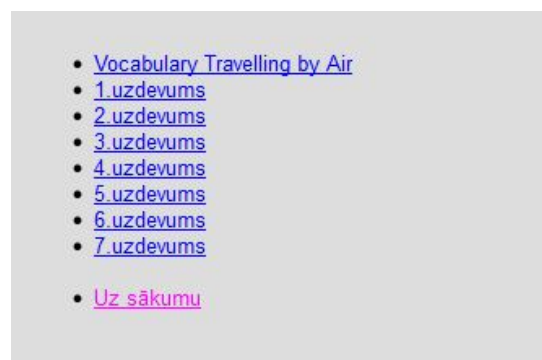 Vocabulary Travelling by Air
1.uzdevums
2.uzdevums
3.uzdevums
4.uzdevums
5.uzdevums
6.uzdevums
7.uzdevums
Uz sākumu